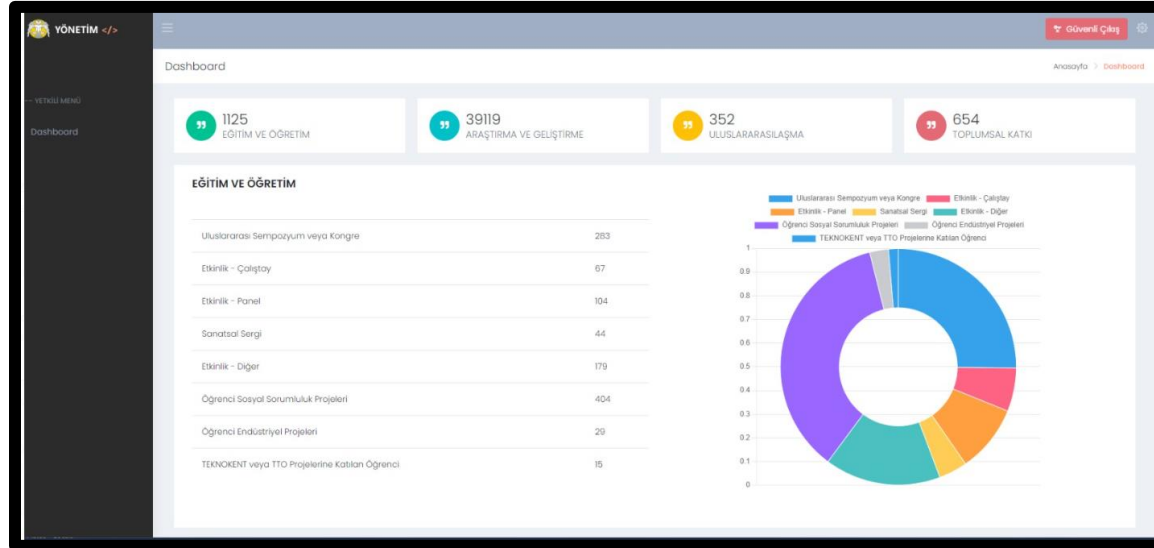 YÖNETİM </>
Güvenli Çıkış
Dashboard
Anasayfa > Dashboard
-- YETKİLİ MENÜ
Dashboard
1125
EĞİTİM VE ÖĞRETİM
39119
ARAŞTIRMA VE GELİŞTİRME
352
ULUSLARARASILAŞMA
654
TOPLUMSAL KATKI
EĞİTİM VE ÖĞRETİM
Uluslararası Sempozyum veya Kongre 283
Etkinlik - Çalıştay 67
Etkinlik - Panel 104
Sanatsal Sergi 44
Etkinlik - Diğer 179
Öğrenci Sosyal Sorumluluk Projeleri 404
Öğrenci Endüstriyel Projeleri 29
TEKNOKENT veya TTO Projelerine Katılan Öğrenci 15
Uluslararası Sempozyum veya Kongre Etkinlik - Çalıştay
Etkinlik - Panel Sanatsal Sergi Etkinlik - Diğer
Öğrenci Sosyal Sorumluluk Projeleri Öğrenci Endüstriyel Projeleri
TEKNOKENT veya TTO Projelerine Katılan Öğrenci
1
0.9
0.8
0.7
0.6
0.5
0.4
0.3
0.2
0.1
0